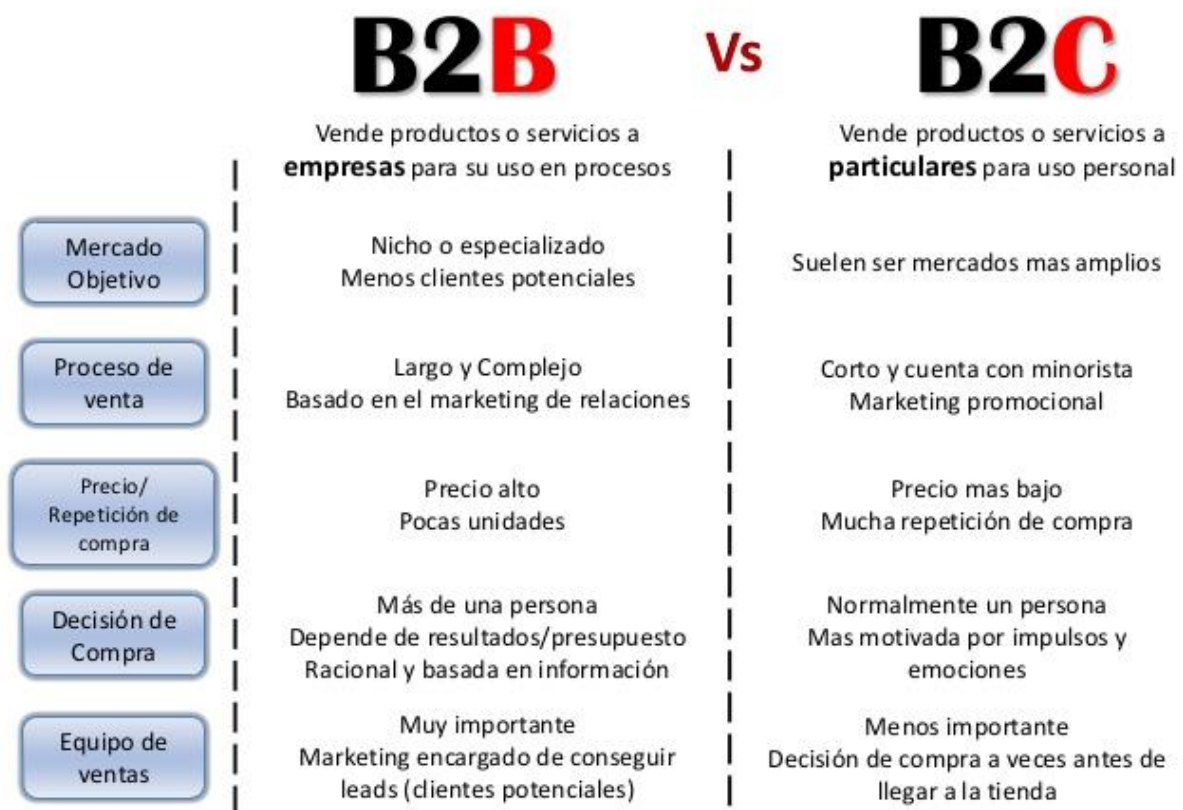 B2B Vs B2C
Vende productos o servicios a
empresas para su uso en procesos
Vende productos o servicios a
particulares para uso personal
Mercado
Objetivo
Nicho o especializado
Menos clientes potenciales
Suelen ser mercados mas amplios
Proceso de
venta
Largo y Complejo
Basado en el marketing de relaciones
Corto y cuenta con minorista
Marketing promocional
Precio/
Repetición de
compra
Precio alto
Pocas unidades
Precio mas bajo
Mucha repetición de compra
Decisión de
Compra
Más de una persona
Depende de resultados/presupuesto
Racional y basada en información
Normalmente un persona
Mas motivada por impulsos y
emociones
Equipo de
ventas
Muy importante
Marketing encargado de conseguir
leads (clientes potenciales)
Menos importante
Decisión de compra a veces antes de
llegar a la tienda